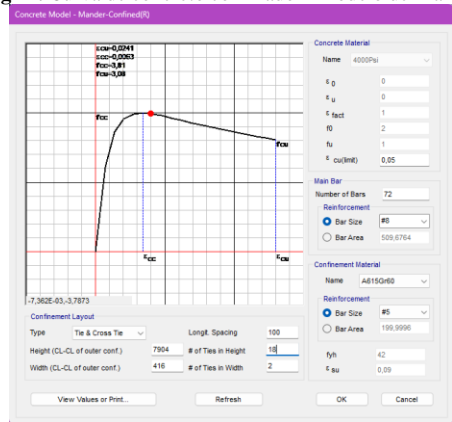 Concrete Model - Mander-Confined(R)
εcu=0,0241
εcc=0,0063
fcc=3,81
fcu=3,08
fcc
fcu
εcc
εcu
-7,362E-03,-3,7873
Concrete Material
Name 4000Psi
ε 0 0
ε u 0
ε fact 1
f0 2
fu 1
ε cu(limit) 0,05
Main Bar
Number of Bars 72
Reinforcement
Bar Size #8
Bar Area 509,6764
Confinement Material
Name A615Gr60
Reinforcement
Bar Size #5
Bar Area 199,9996
fyh 42
ε su 0,09
Confinement Layout
Type Tie & Cross Tie Longit. Spacing 100
Height (CL-CL of outer conf.) 7904 # of Ties in Height 18
Width (CL-CL of outer conf.) 416 # of Ties in Width 2
View Values or Print... Refresh OK Cancel